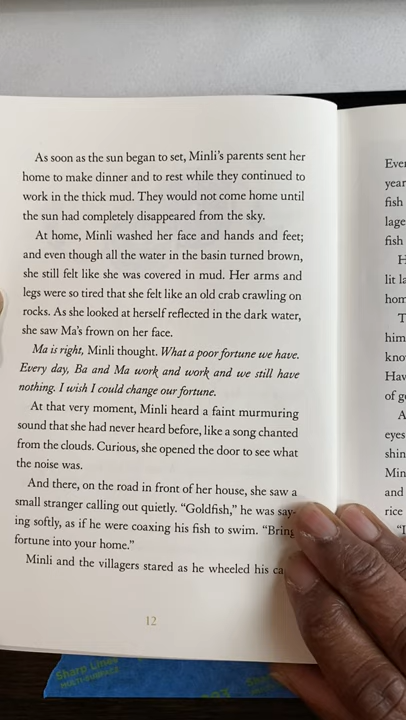 As soon as the sun began to set, Minli's parents sent her
home to make dinner and to rest while they continued to
work in the thick mud. They would not come home until
the sun had completely disappeared from the sky.
At home, Minli washed her face and hands and feet;
and even though all the water in the basin turned brown,
she still felt like she was covered in mud. Her arms and
legs were so tired that she felt like an old crab crawling on
rocks. As she looked at herself reflected in the dark water,
she saw Ma's frown on her face.
Ma is right, Minli thought. What a poor fortune we have.
Every day, Ba and Ma work and work and we still have
nothing. I wish I could change our fortune.
At that very moment, Minli heard a faint murmuring
sound that she had never heard before, like a song chanted
from the clouds. Curious, she opened the door to see what
the noise was.
And there, on the road in front of her house, she saw a
small stranger calling out quietly. "Goldfish," he was say-
ing softly, as if he were coaxing his fish to swim. "Bring
fortune into your home."
Minli and the villagers stared as he wheeled his
12
year
fish
fish
lit
him
of
eyes
and
rice
Sharp Lines
MULTI-SURFACE